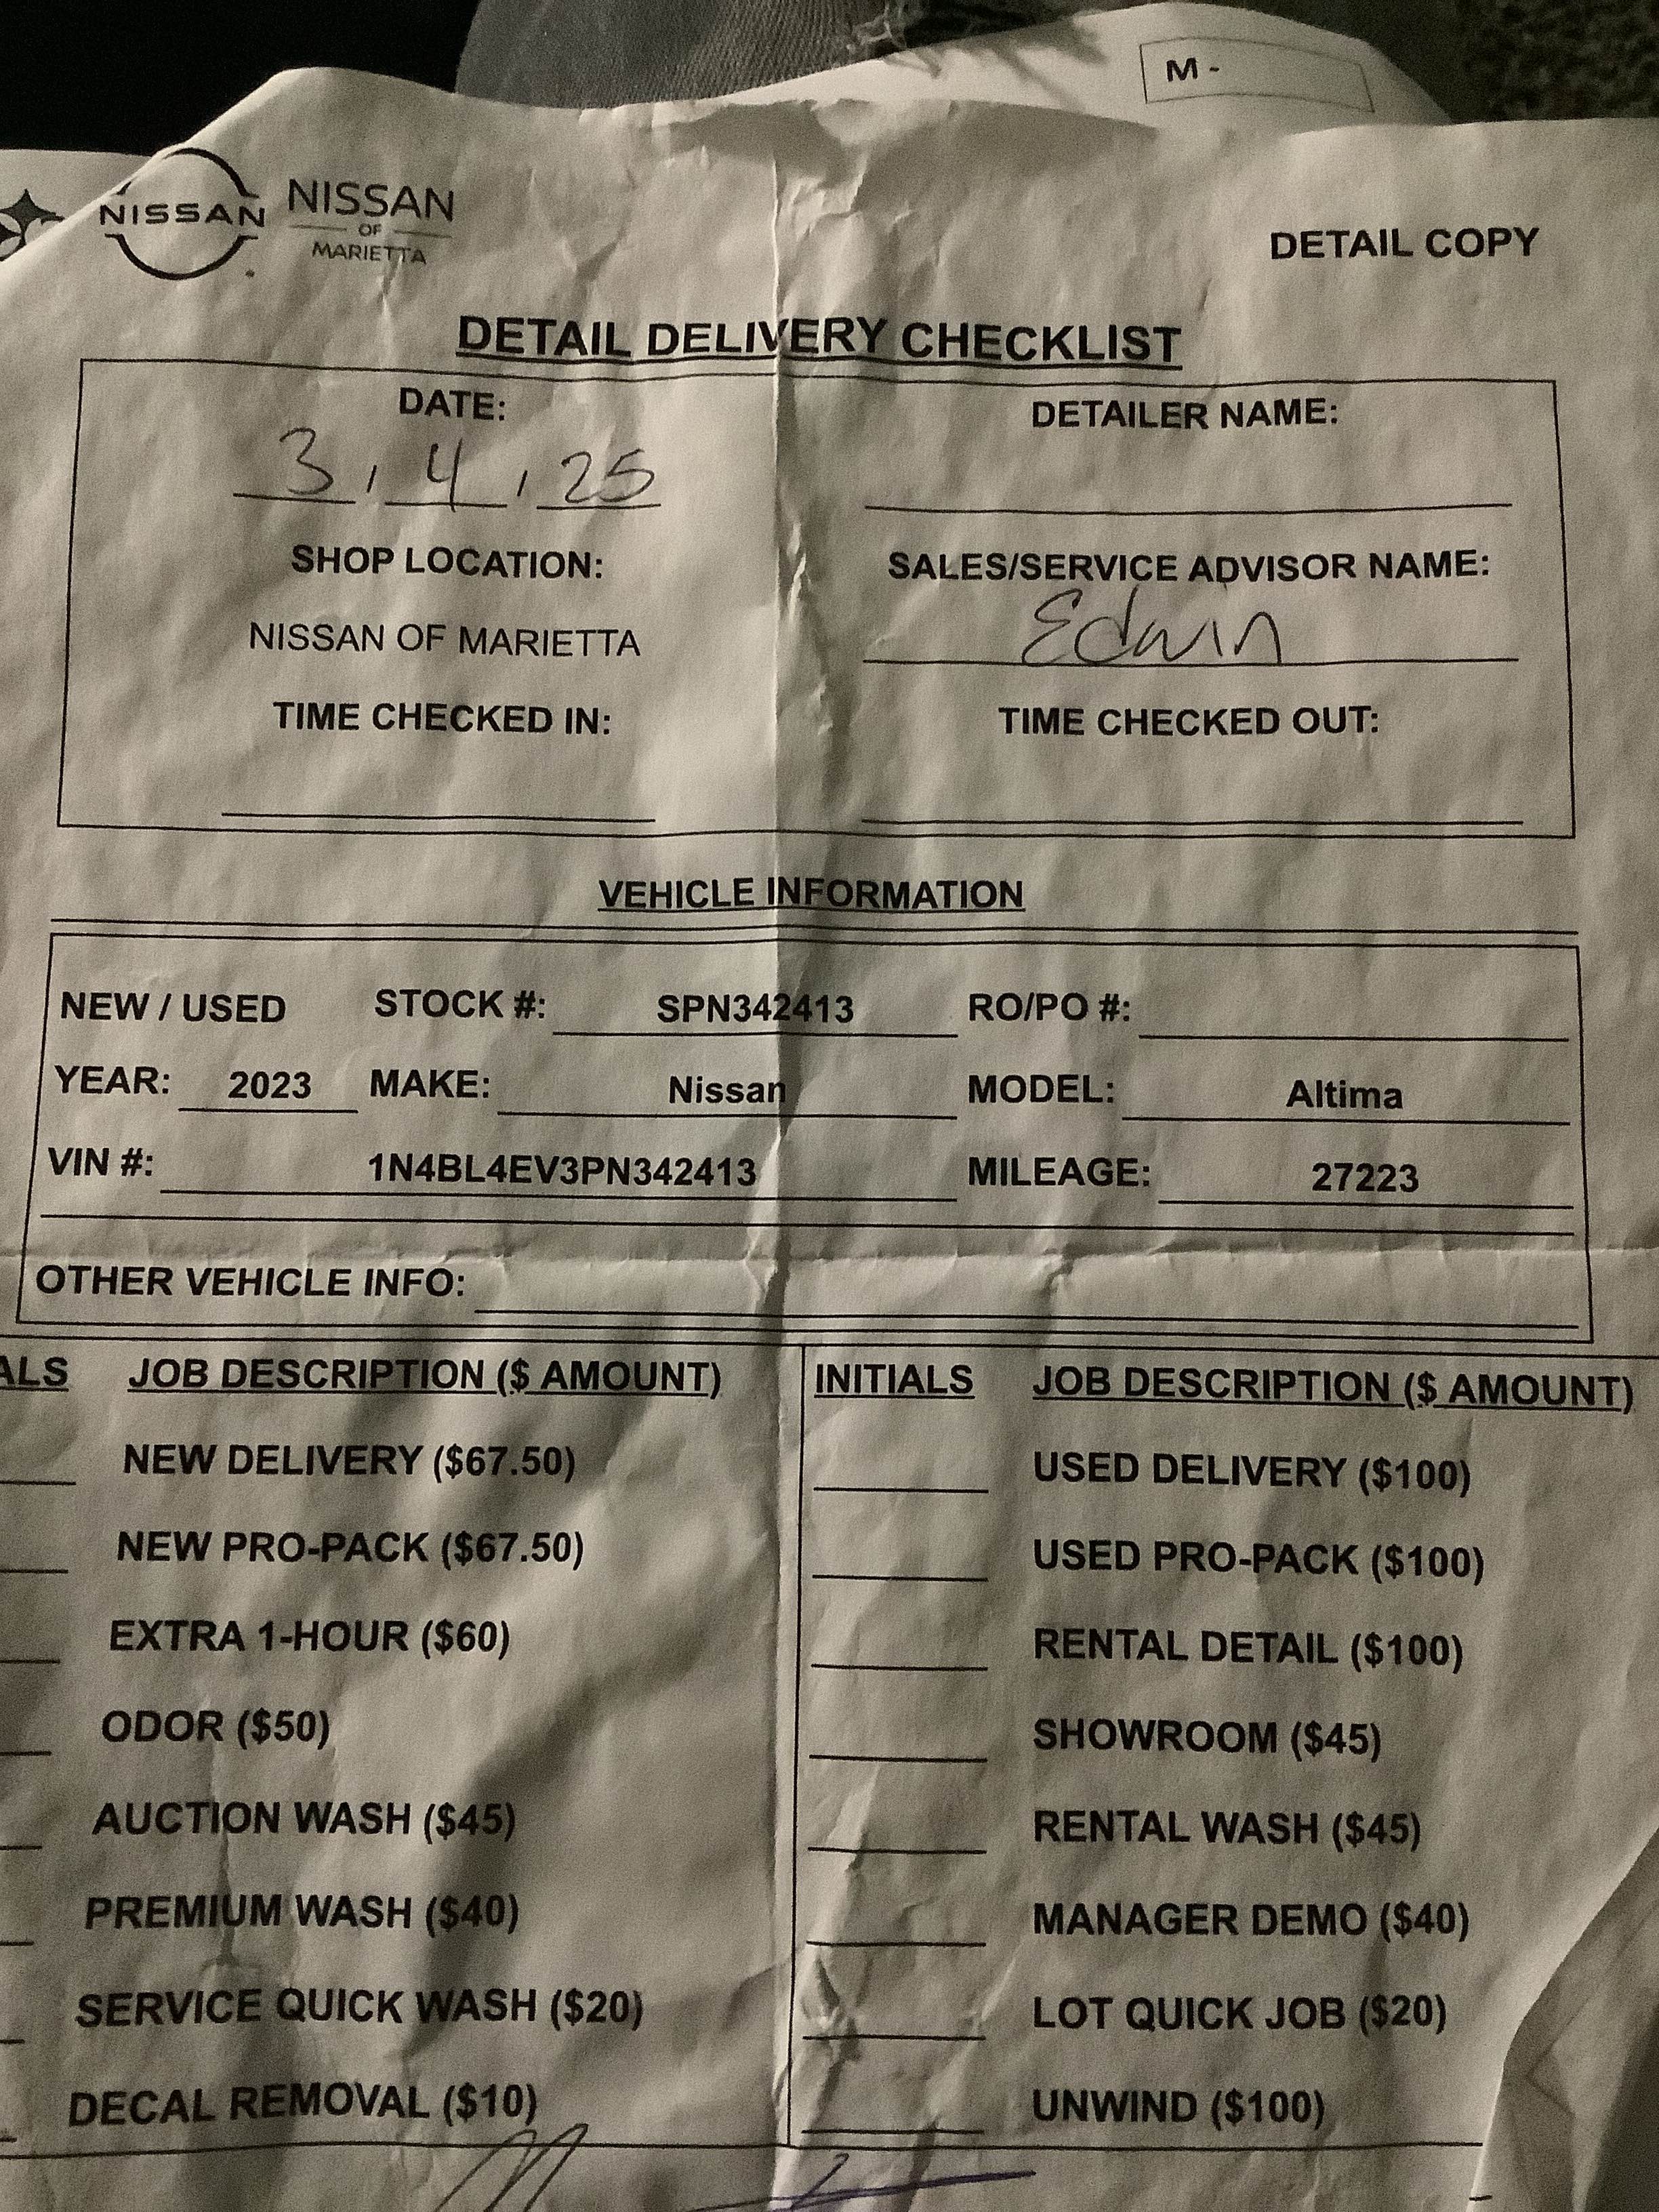 M -
NISSAN
NISSAN
OF
MARIETTA
DETAIL COPY
DETAIL DELIVERY CHECKLIST
DATE: DETAILER NAME:
3, 4, 25
SHOP LOCATION: SALES/SERVICE ADVISOR NAME:
NISSAN OF MARIETTA Edwin
TIME CHECKED IN: TIME CHECKED OUT:
VEHICLE INFORMATION
NEW / USED STOCK #: SPN342413 RO/PO #:
YEAR: 2023 MAKE: Nissan MODEL: Altima
VIN #: 1N4BL4EV3PN342413 MILEAGE: 27223
OTHER VEHICLE INFO:
ALS JOB DESCRIPTION ($ AMOUNT) INITIALS JOB DESCRIPTION ($ AMOUNT)
NEW DELIVERY ($67.50) USED DELIVERY ($100)
NEW PRO-PACK ($67.50) USED PRO-PACK ($100)
EXTRA 1-HOUR ($60) RENTAL DETAIL ($100)
ODOR ($50) SHOWROOM ($45)
AUCTION WASH ($45) RENTAL WASH ($45)
PREMIUM WASH ($40) MANAGER DEMO ($40)
SERVICE QUICK WASH ($20) LOT QUICK JOB ($20)
DECAL REMOVAL ($10) UNWIND ($100)